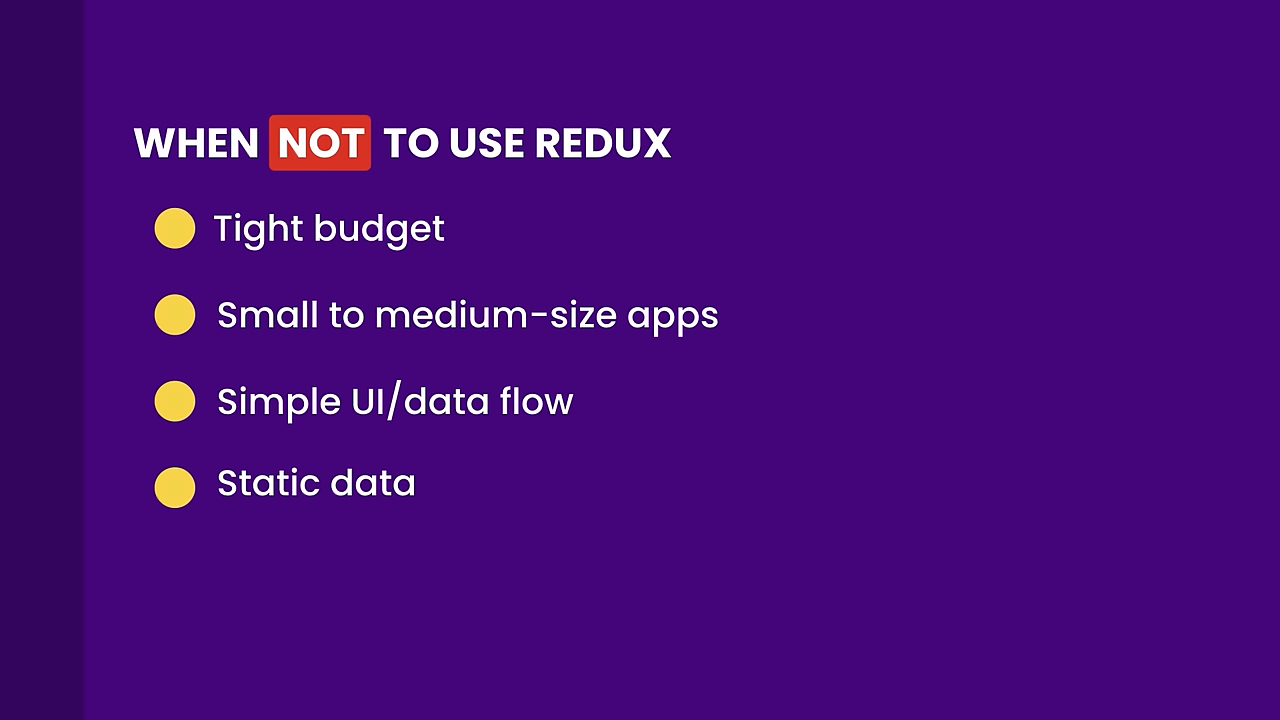 WHEN NOT TO USE REDUX
Tight budget
Small to medium-size apps
Simple UI/data flow
Static data